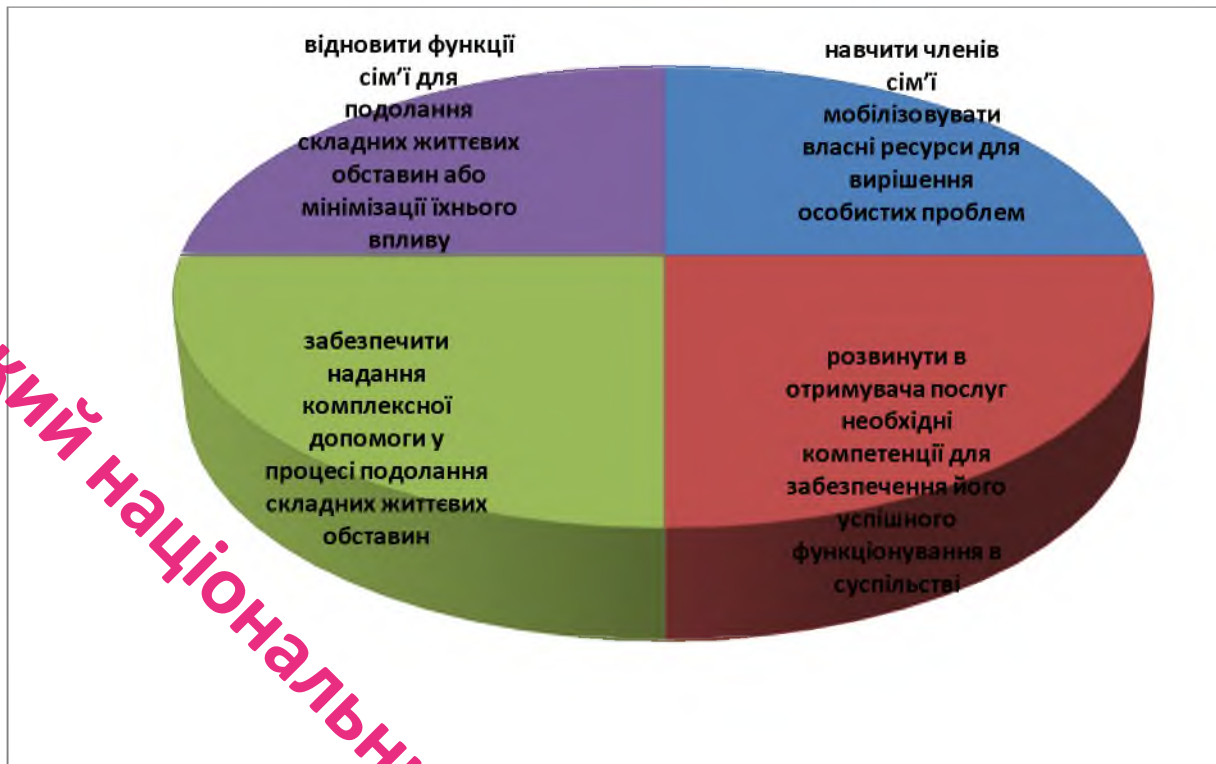 відновити функції
сім’ї для
подолання
складних життєвих
обставин або
мінімізації їхнього
впливу
навчити членів
сім’ї
мобілізовувати
власні ресурси для
вирішення
особистих проблем
забезпечити
надання
комплексної
допомоги у
процесі подолання
складних життєвих
обставин
розвинути в
отримувача послуг
необхідні
компетенції для
забезпечення його
успішного
функціонування в
суспільстві